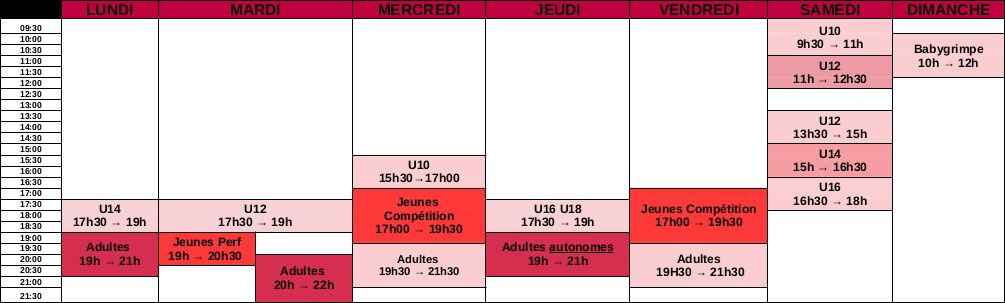 LUNDI MARDI MERCREDI JEUDI VENDREDI SAMEDI DIMANCHE
09:30
10:00
10:30
11:00
11:30
12:00
12:30
13:00
13:30
14:00
14:30
15:00
15:30
16:00
16:30
17:00
17:30
18:00
18:30
19:00
19:30
20:00
20:30
21:00
21:30
U14
17h30 → 19h
Adultes
19h → 21h
U12
17h30 → 19h
Jeunes Perf
19h → 20h30
Adultes
20h → 22h
U10
15h30→17h00
Jeunes
Compétition
17h00 → 19h30
Adultes
19h30 → 21h30
U16 U18
17h30 → 19h
Adultes autonomes
19h → 21h
Jeunes Compétition
17h00 → 19h30
Adultes
19H30 → 21h30
U10
9h30 → 11h
U12
11h → 12h30
U12
13h30 → 15h
U14
15h → 16h30
U16
16h30 → 18h
Babygrimpe
10h → 12h